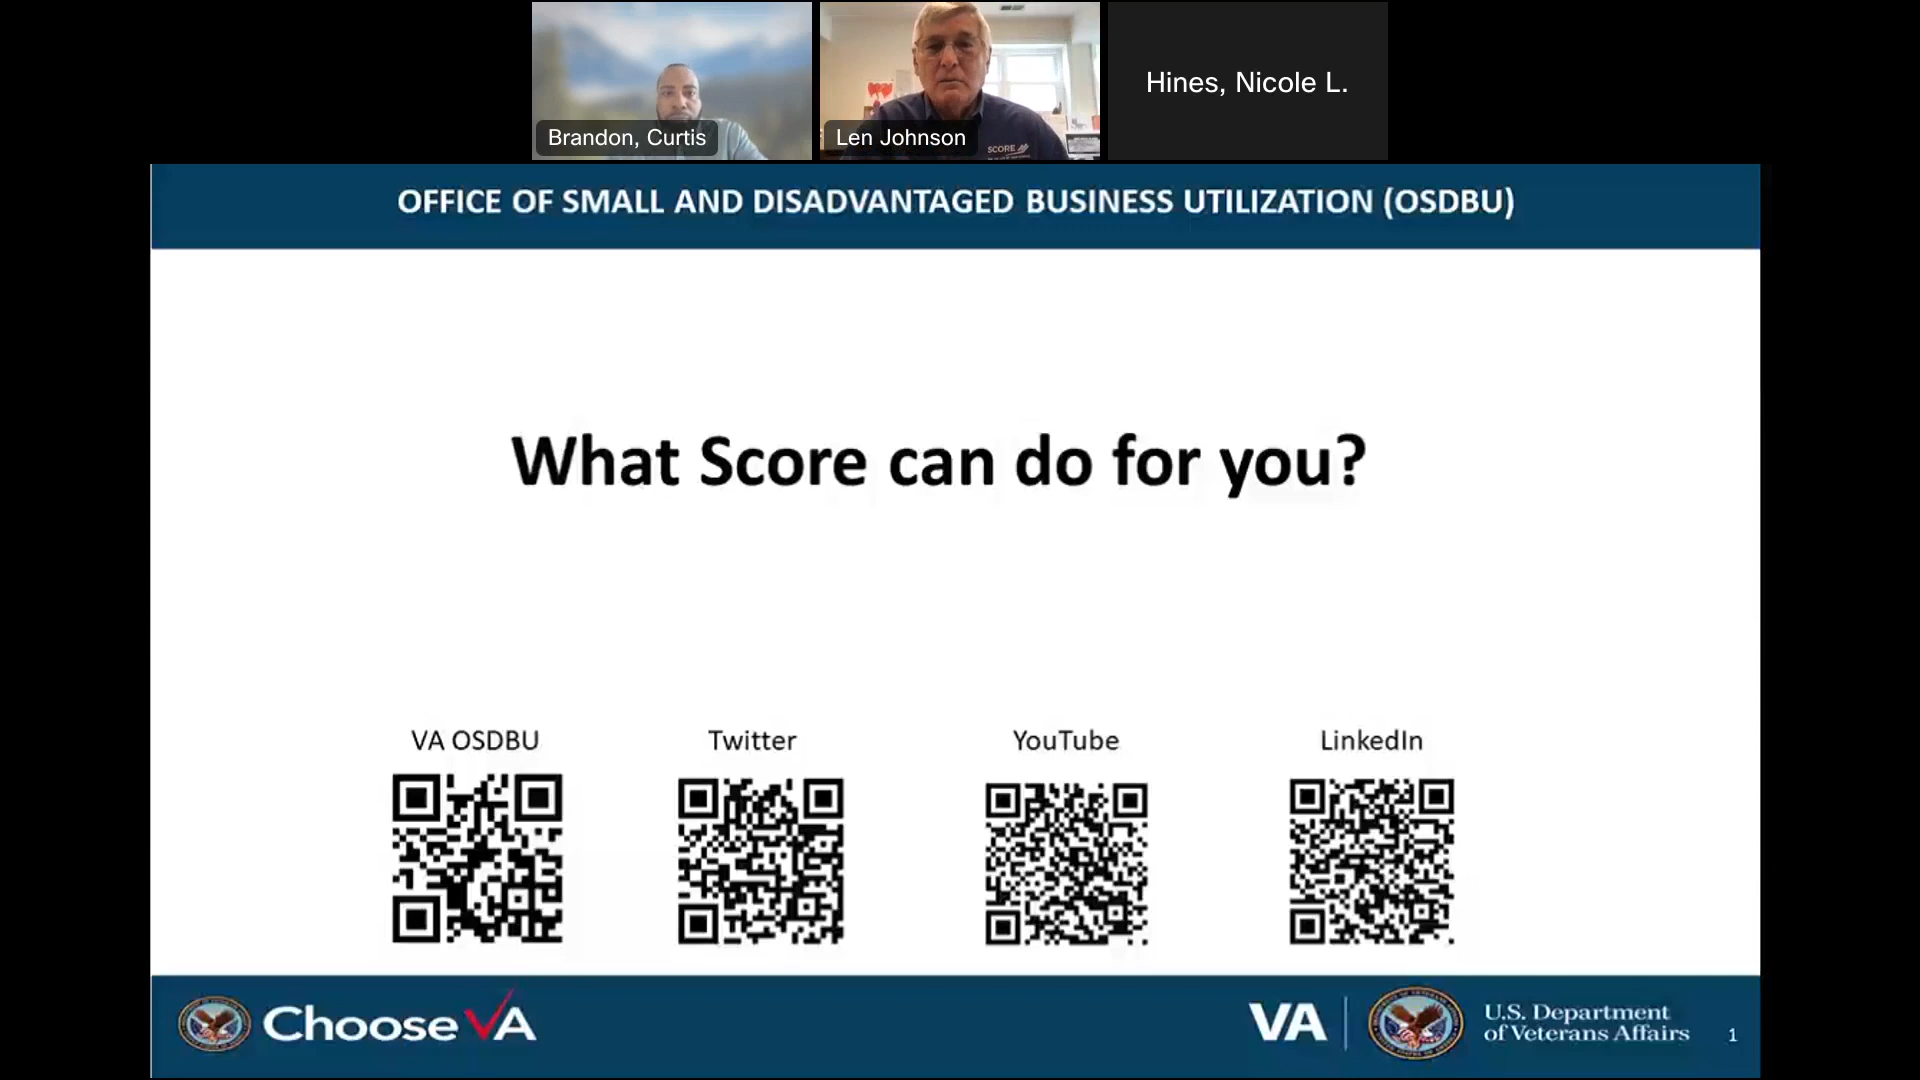 Brandon, Curtis
Len Johnson
SCORE
Hines, Nicole L.
OFFICE OF SMALL AND DISADVANTAGED BUSINESS UTILIZATION (OSDBU)
What Score can do for you?
VA OSDBU
Twitter
YouTube
LinkedIn
Choose VA
VA
U.S. Department
of Veterans Affairs
1